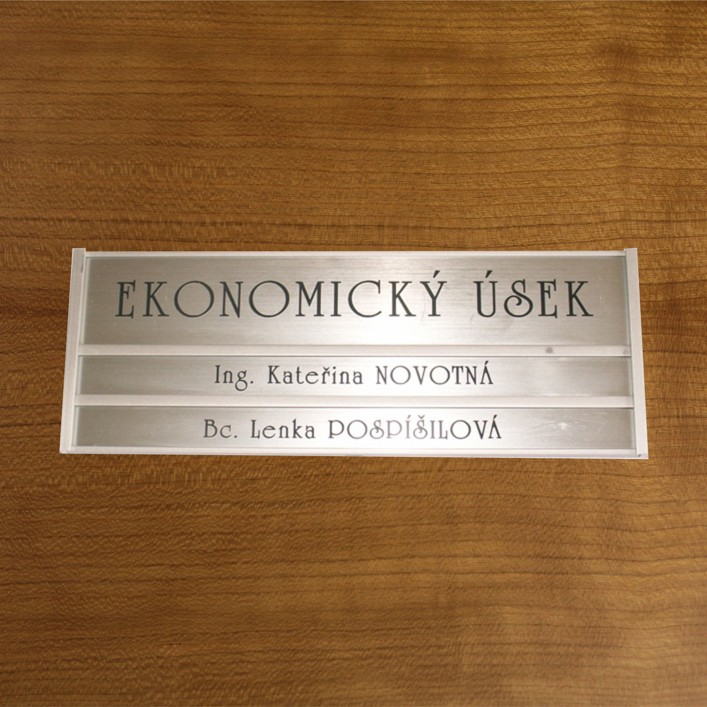 EKONOMICKÝ ÚSEK
Ing. Kateřina NOVOTNÁ
Bc. Lenka POSPÍŠILOVÁ